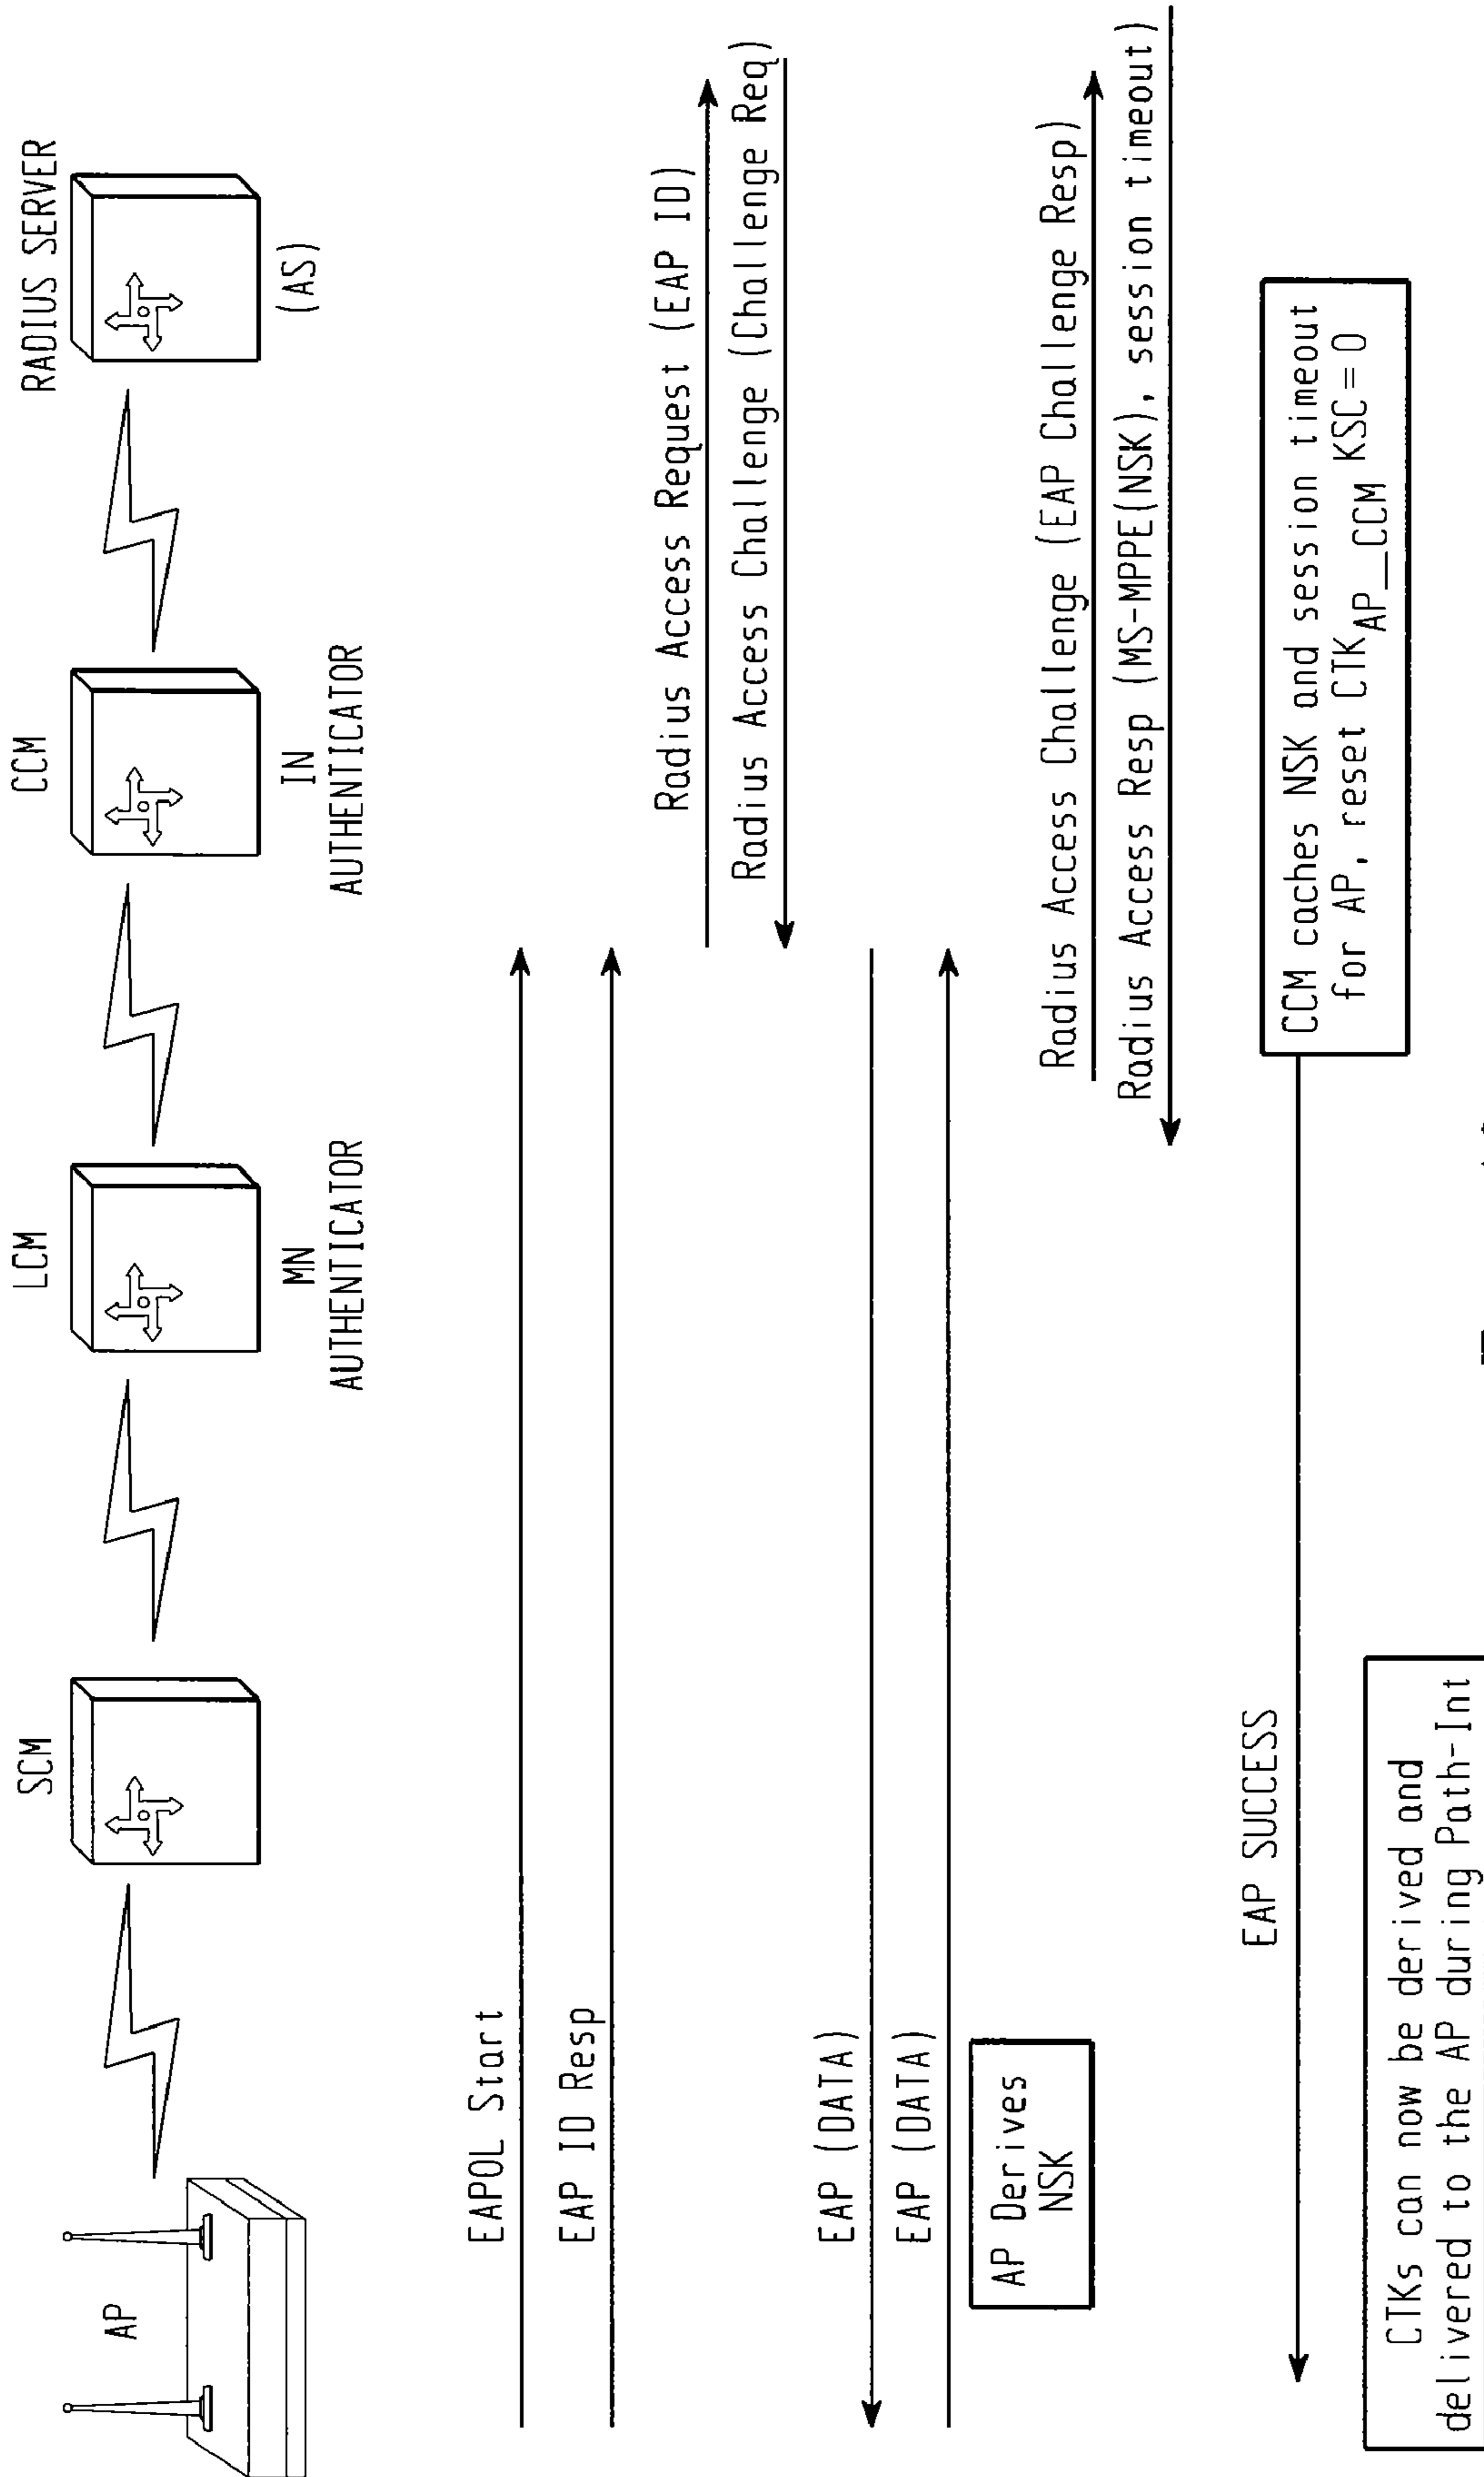 AP
SCM
LCM
CCM
RADIUS SERVER
MN
AUTHENTICATOR
IN
AUTHENTICATOR
(AS)
EAPOL Start
EAP ID Resp
Radius Access Request (EAP ID)
Radius Access Challenge (Challenge Req)
EAP (DATA)
EAP (DATA)
AP Derives
NSK
Radius Access Challenge (EAP Challenge Resp)
Radius Access Resp (MS-MPPE(NSK), session timeout)
EAP SUCCESS
CCM caches NSK and session timeout
for AP, reset CTK AP_CCM KSC=0
CTKs can now be derived and
delivered to the AP during Path-Int